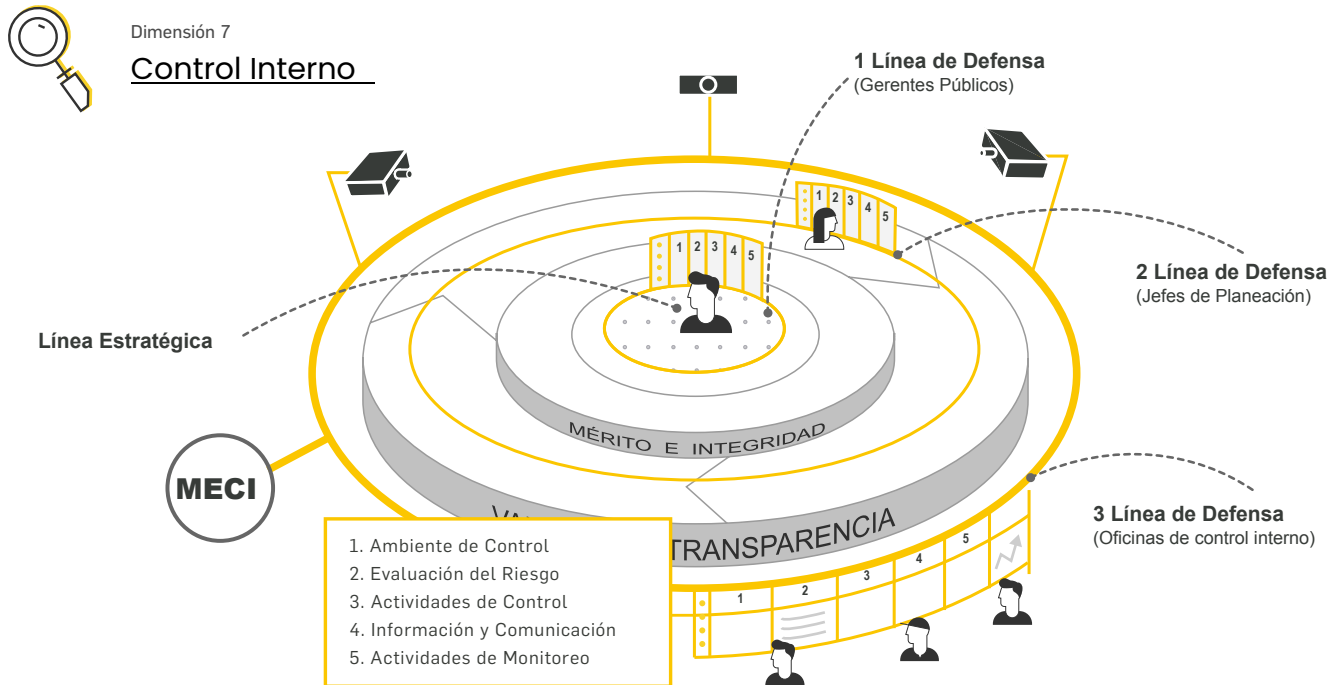 Dimensión 7
Control Interno
1 Línea de Defensa
(Gerentes Públicos)
1 2 3 4 5
1 2 3 4 5
2 Línea de Defensa
(Jefes de Planeación)
Línea Estratégica
MÉRITO E INTEGRIDAD
MECI
TRANSPARENCIA
3 Línea de Defensa
(Oficinas de control interno)
1. Ambiente de Control
2. Evaluación del Riesgo
3. Actividades de Control
4. Información y Comunicación
5. Actividades de Monitoreo
1 2 3 4 5